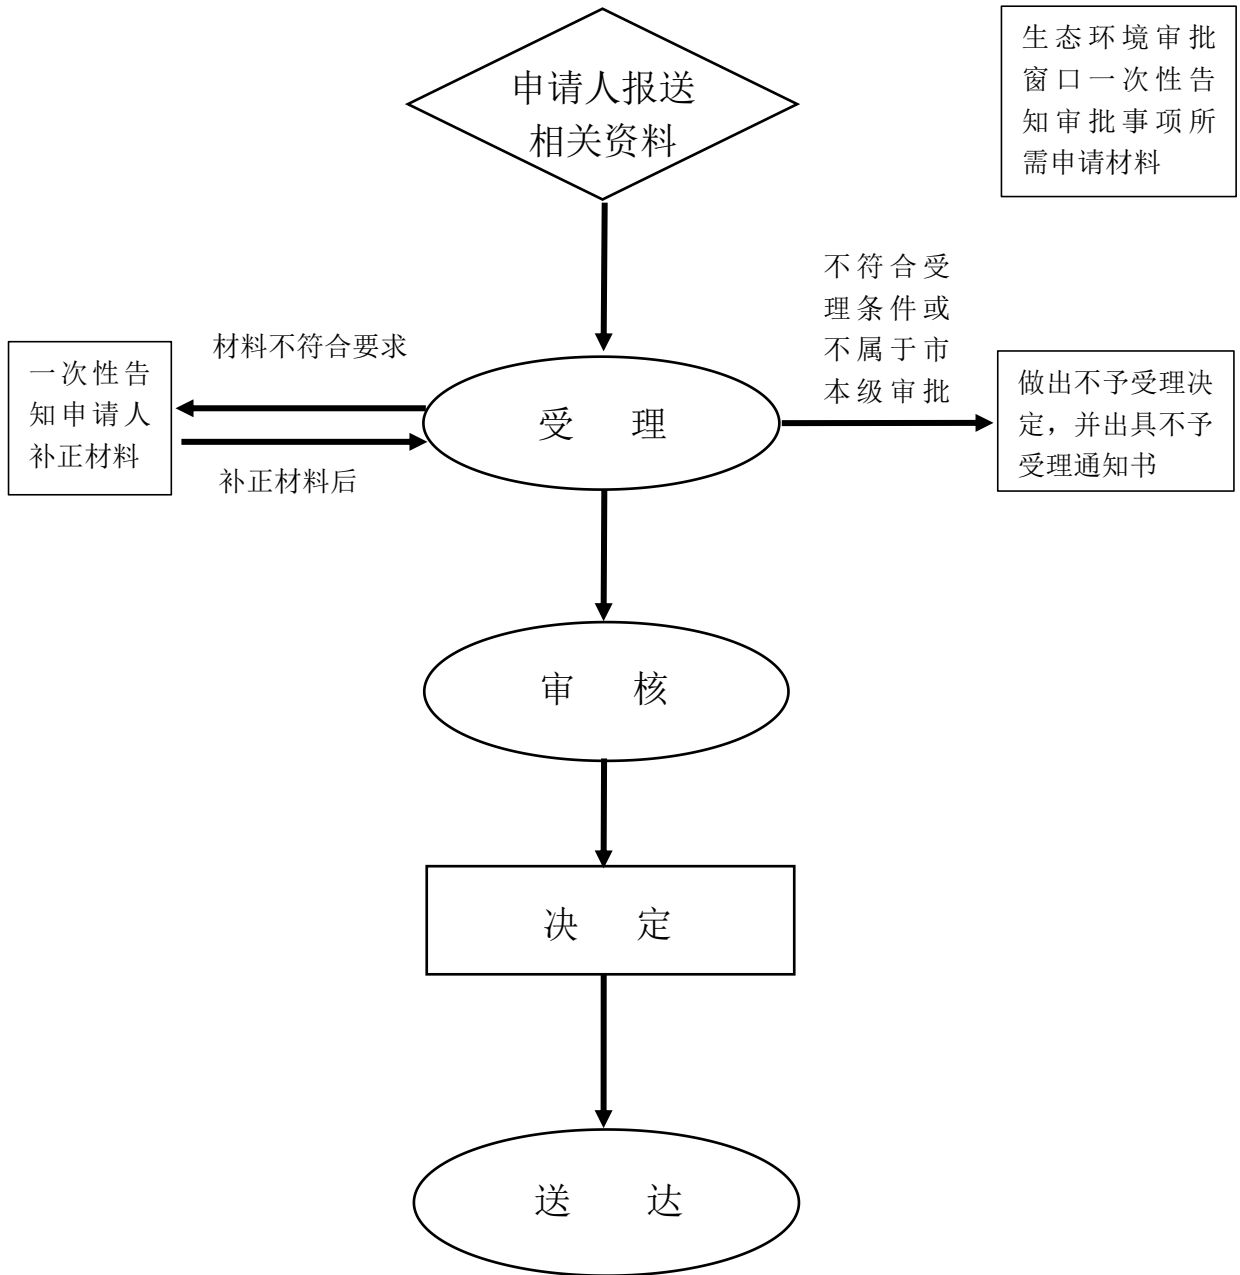 申请人报送
相关资料
生态环境审批
窗口一次性告
知审批事项所
需申请材料
不符合受
理条件或
不属于市
本级审批
材料不符合要求
一次性告
知申请人
补正材料
补正材料后
受 理
做出不予受理决
定，并出具不予
受理通知书
审 核
决 定
送 达